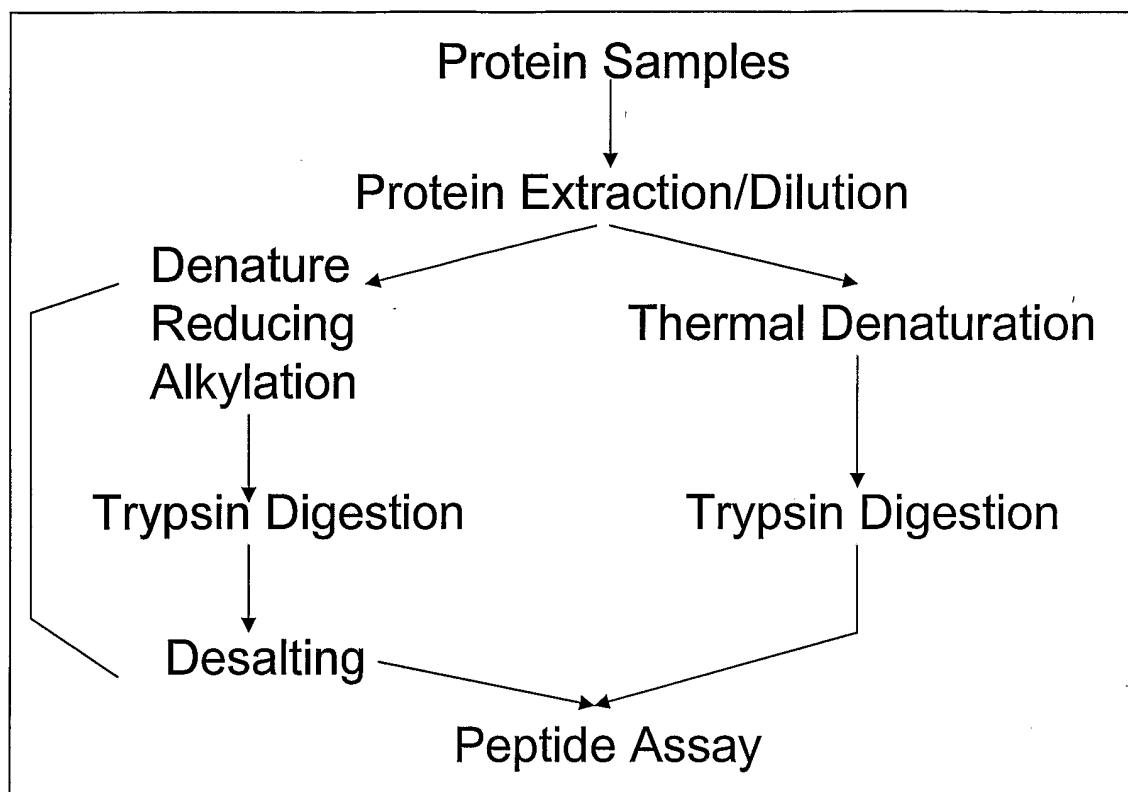 Protein Samples
Protein Extraction/Dilution
Denature
Reducing
Alkylation
Thermal Denaturation
Trypsin Digestion
Trypsin Digestion
Desalting
Peptide Assay